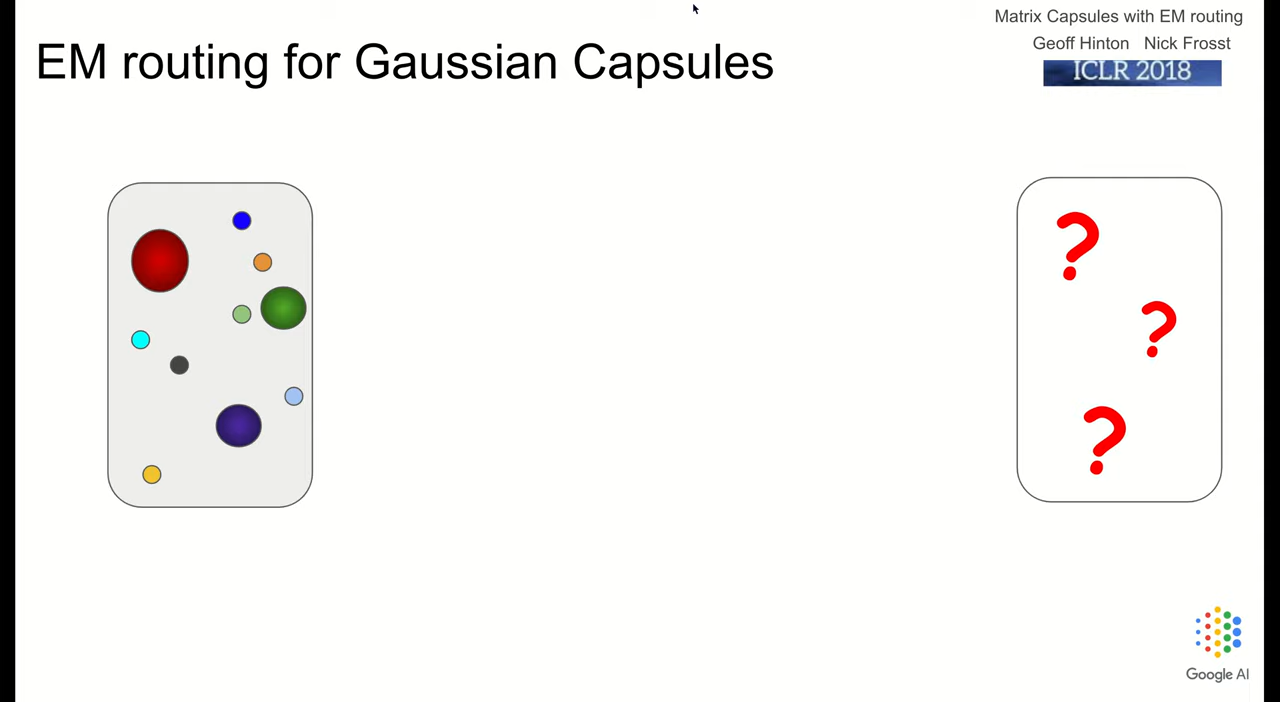 Matrix Capsules with EM routing
EM routing for Gaussian Capsules
Geoff Hinton Nick Frosst
ICLR 2018
? 
?
?
Google AI